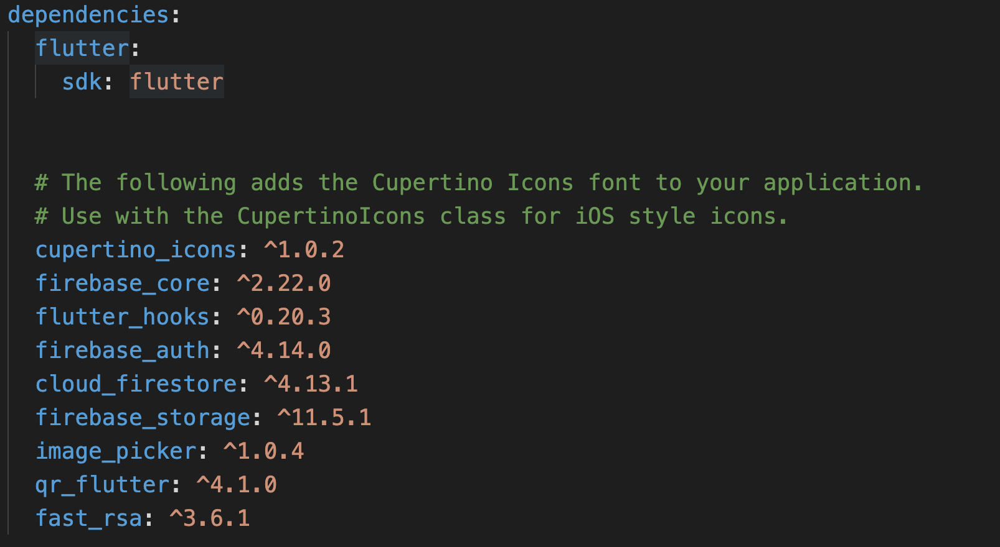 dependencies:
flutter:
sdk: flutter
# The following adds the Cupertino Icons font to your application.
# Use with the CupertinoIcons class for iOS style icons.
cupertino_icons: ^1.0.2
firebase_core: ^2.22.0
flutter_hooks: ^0.20.3
firebase_auth: ^4.14.0
cloud_firestore: ^4.13.1
firebase_storage: ^11.5.1
image_picker: ^1.0.4
qr_flutter: ^4.1.0
fast_rsa: ^3.6.1